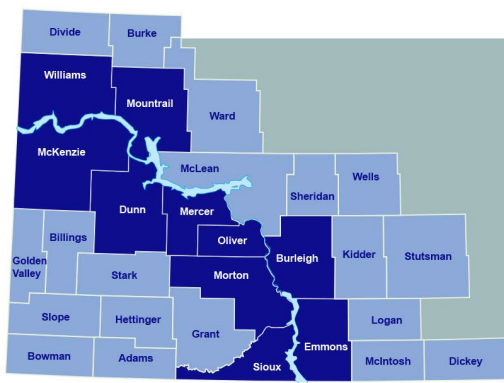 Divide
Burke
Williams
Mountrail
Ward
McKenzie
McLean
Wells
Sheridan
Dunn
Mercer
Billings
Oliver
Golden
Valley
Burleigh
Kidder
Stutsman
Stark
Morton
Slope
Hettinger
Grant
Logan
Emmons
Bowman
Adams
Sioux
McIntosh
Dickey